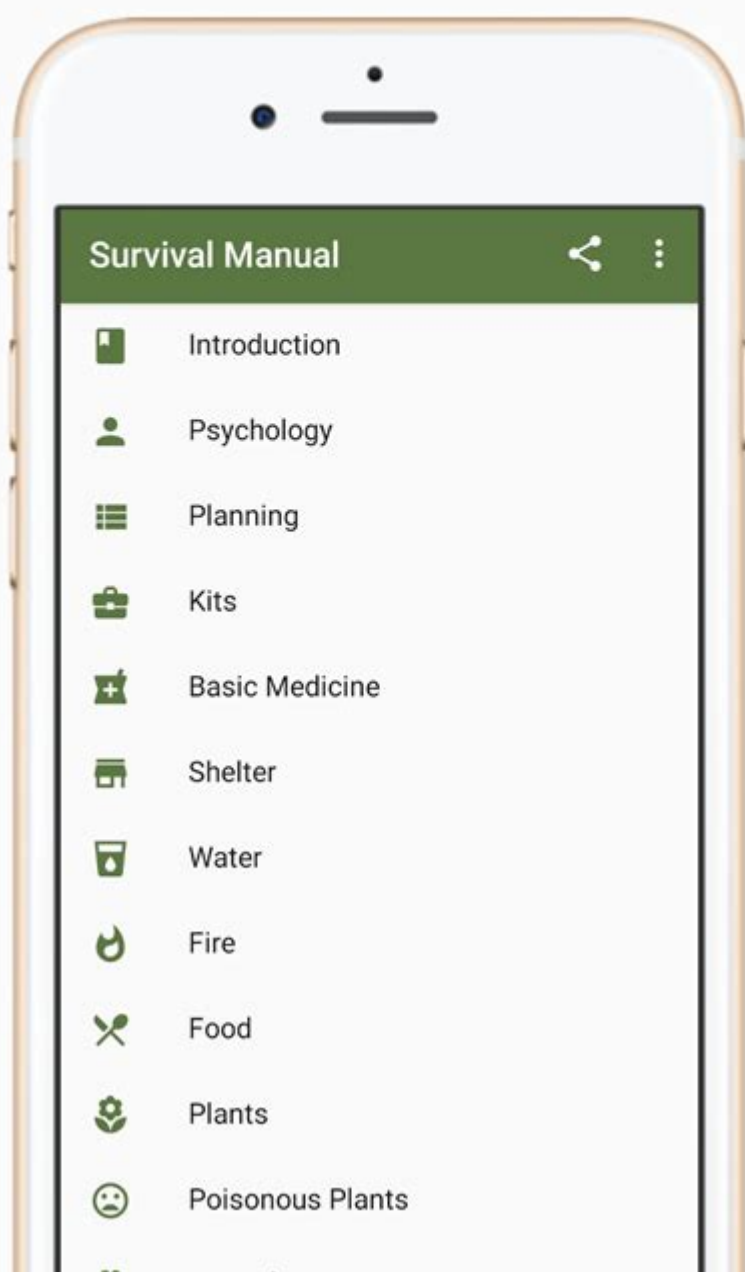 Survival Manual
Introduction
Psychology
Planning
Kits
Basic Medicine
Shelter
Water
Fire
Food
Plants
Poisonous Plants